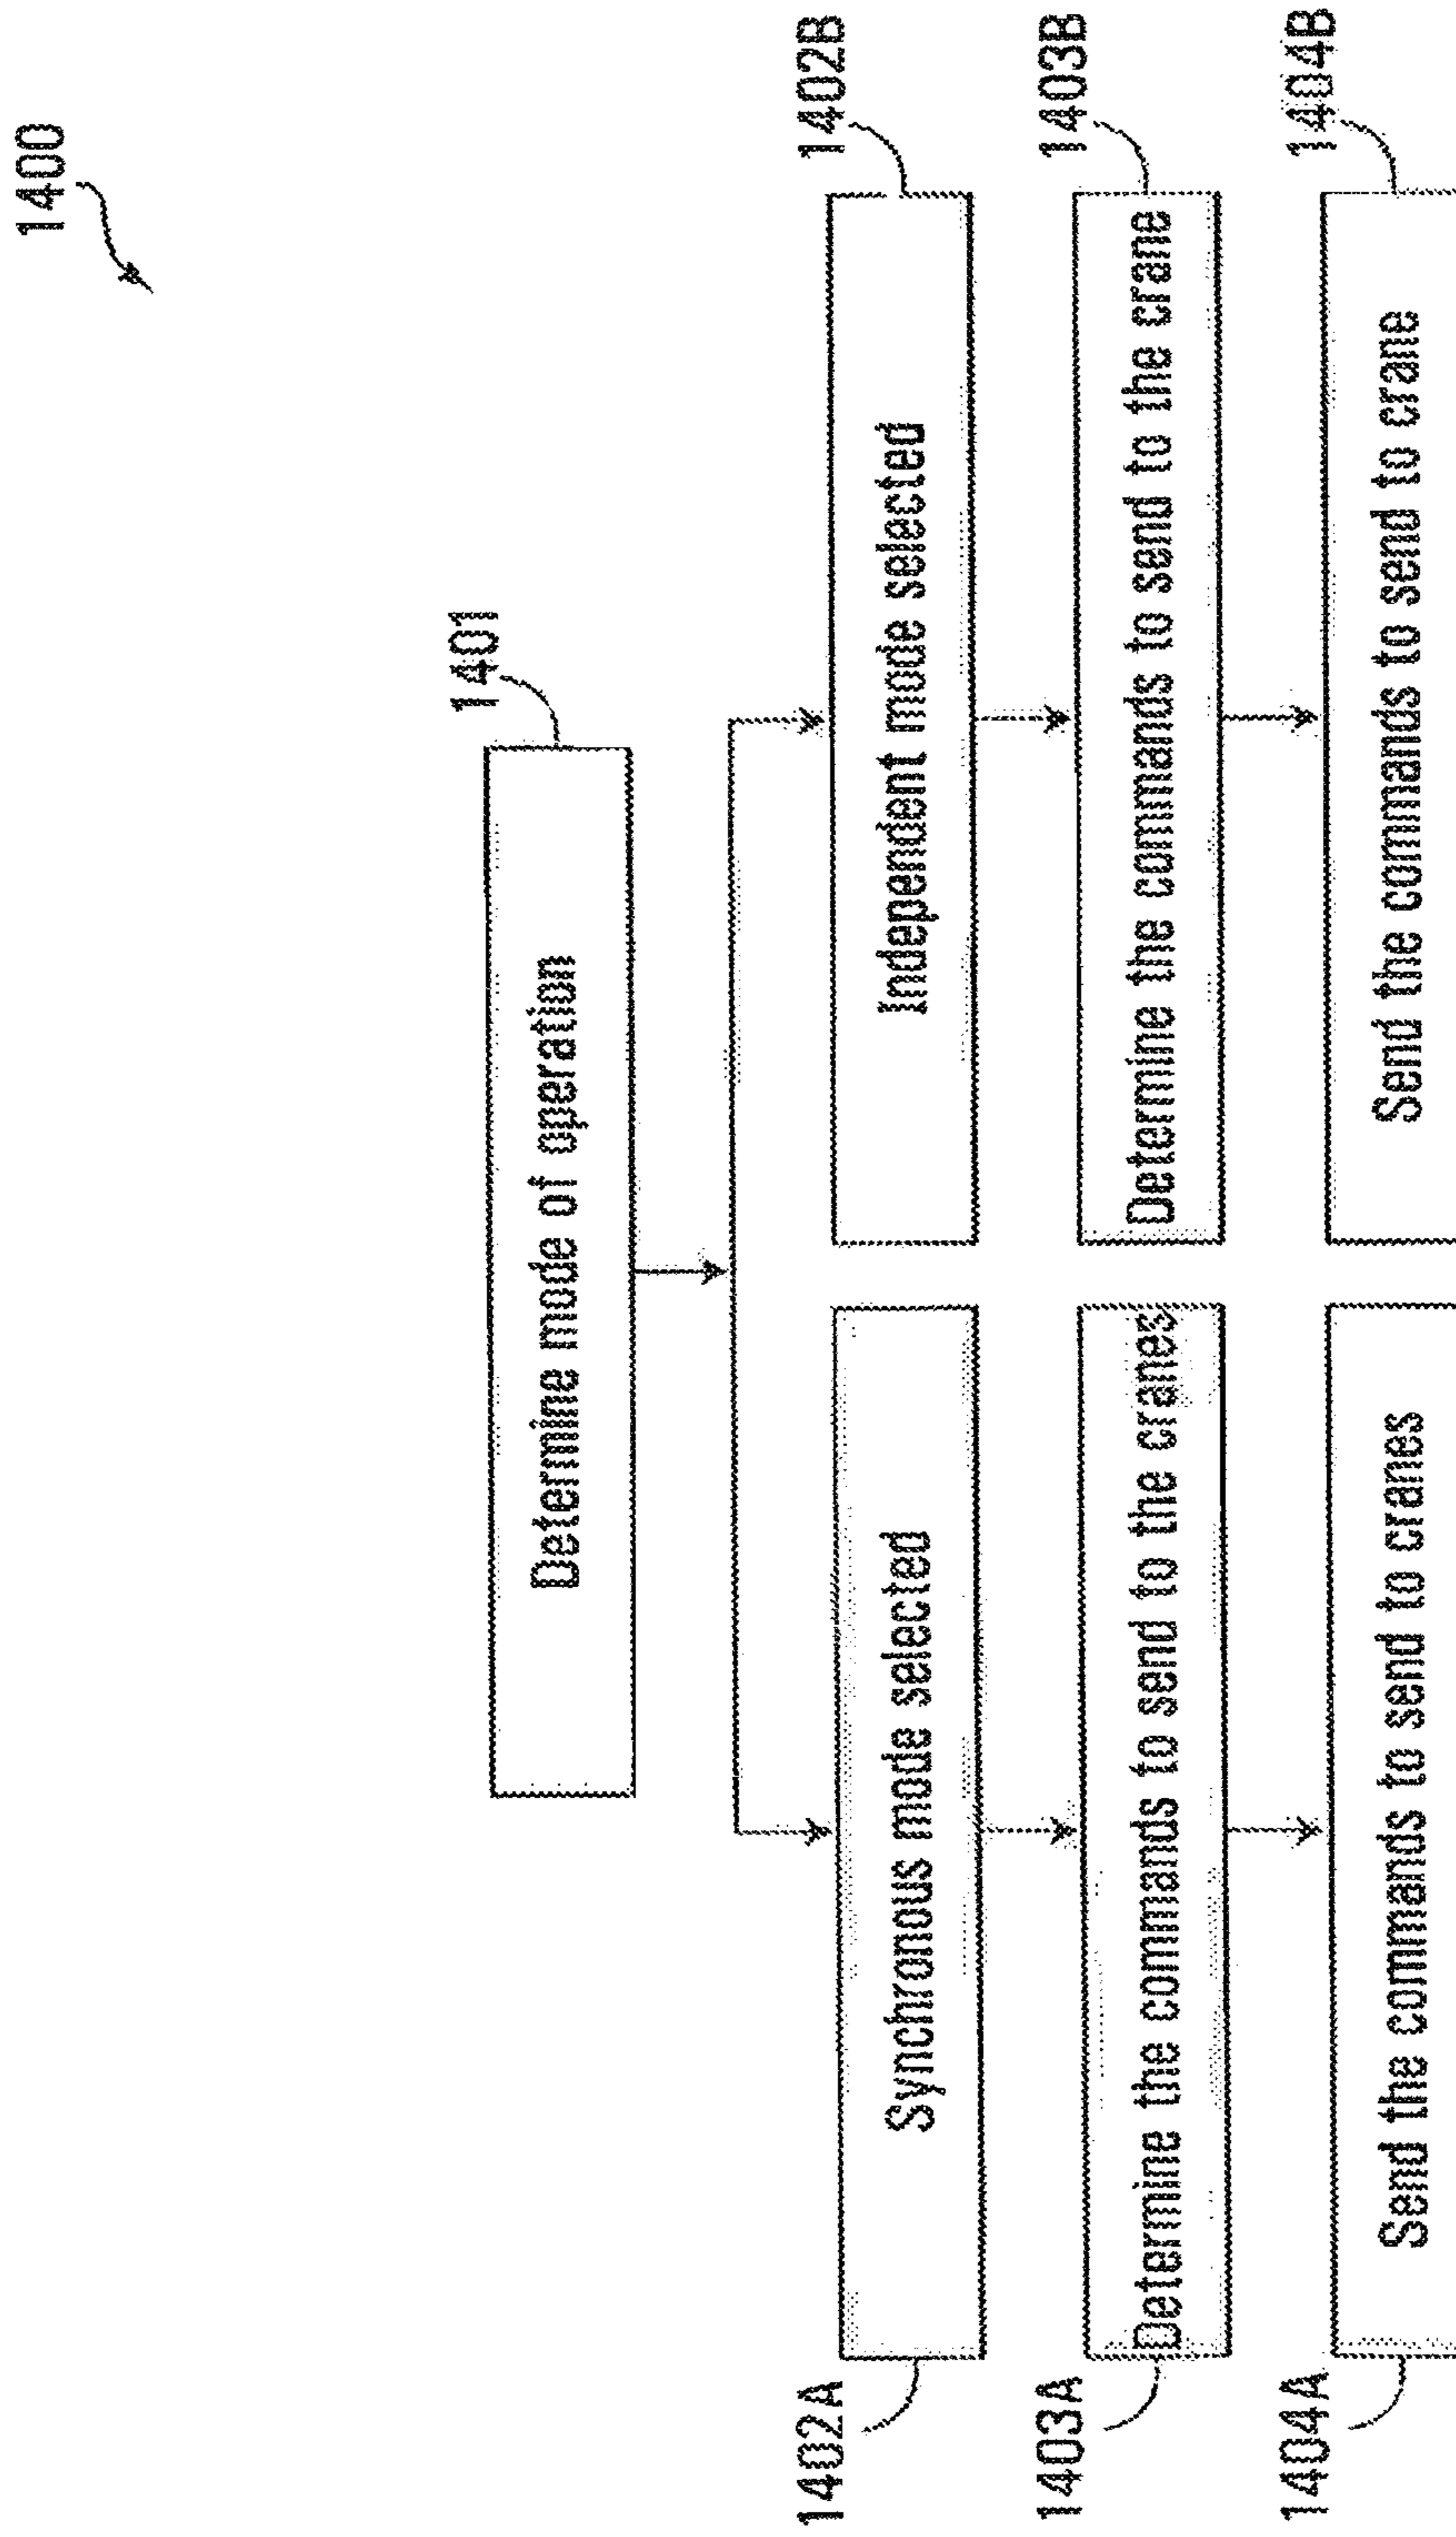 1400
1401
Determine mode of operation
1402A
Synchronous mode selected
1402B
Independent mode selected
1403A
Determine the commands to send to the cranes
1403B
Determine the commands to send to the crane
1404A
Send the commands to send to cranes
1404B
Send the commands to send to crane